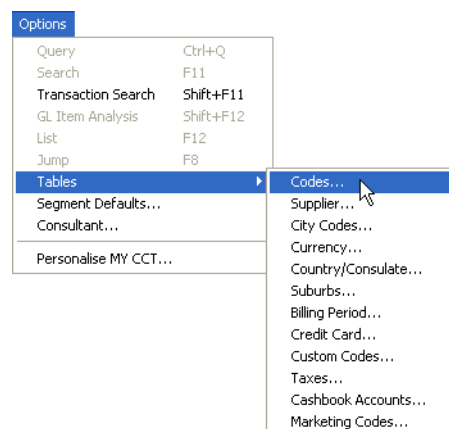 Options
Query Ctrl+Q
Search F11
Transaction Search Shift+F11
GL Item Analysis Shift+F12
List F12
Jump F8
Tables
Segment Defaults...
Consultant...
Personalise MY CCT...
Codes...
Supplier...
City Codes...
Currency...
Country/Consulate...
Suburbs...
Billing Period...
Credit Card...
Custom Codes...
Taxes...
Cashbook Accounts...
Marketing Codes...